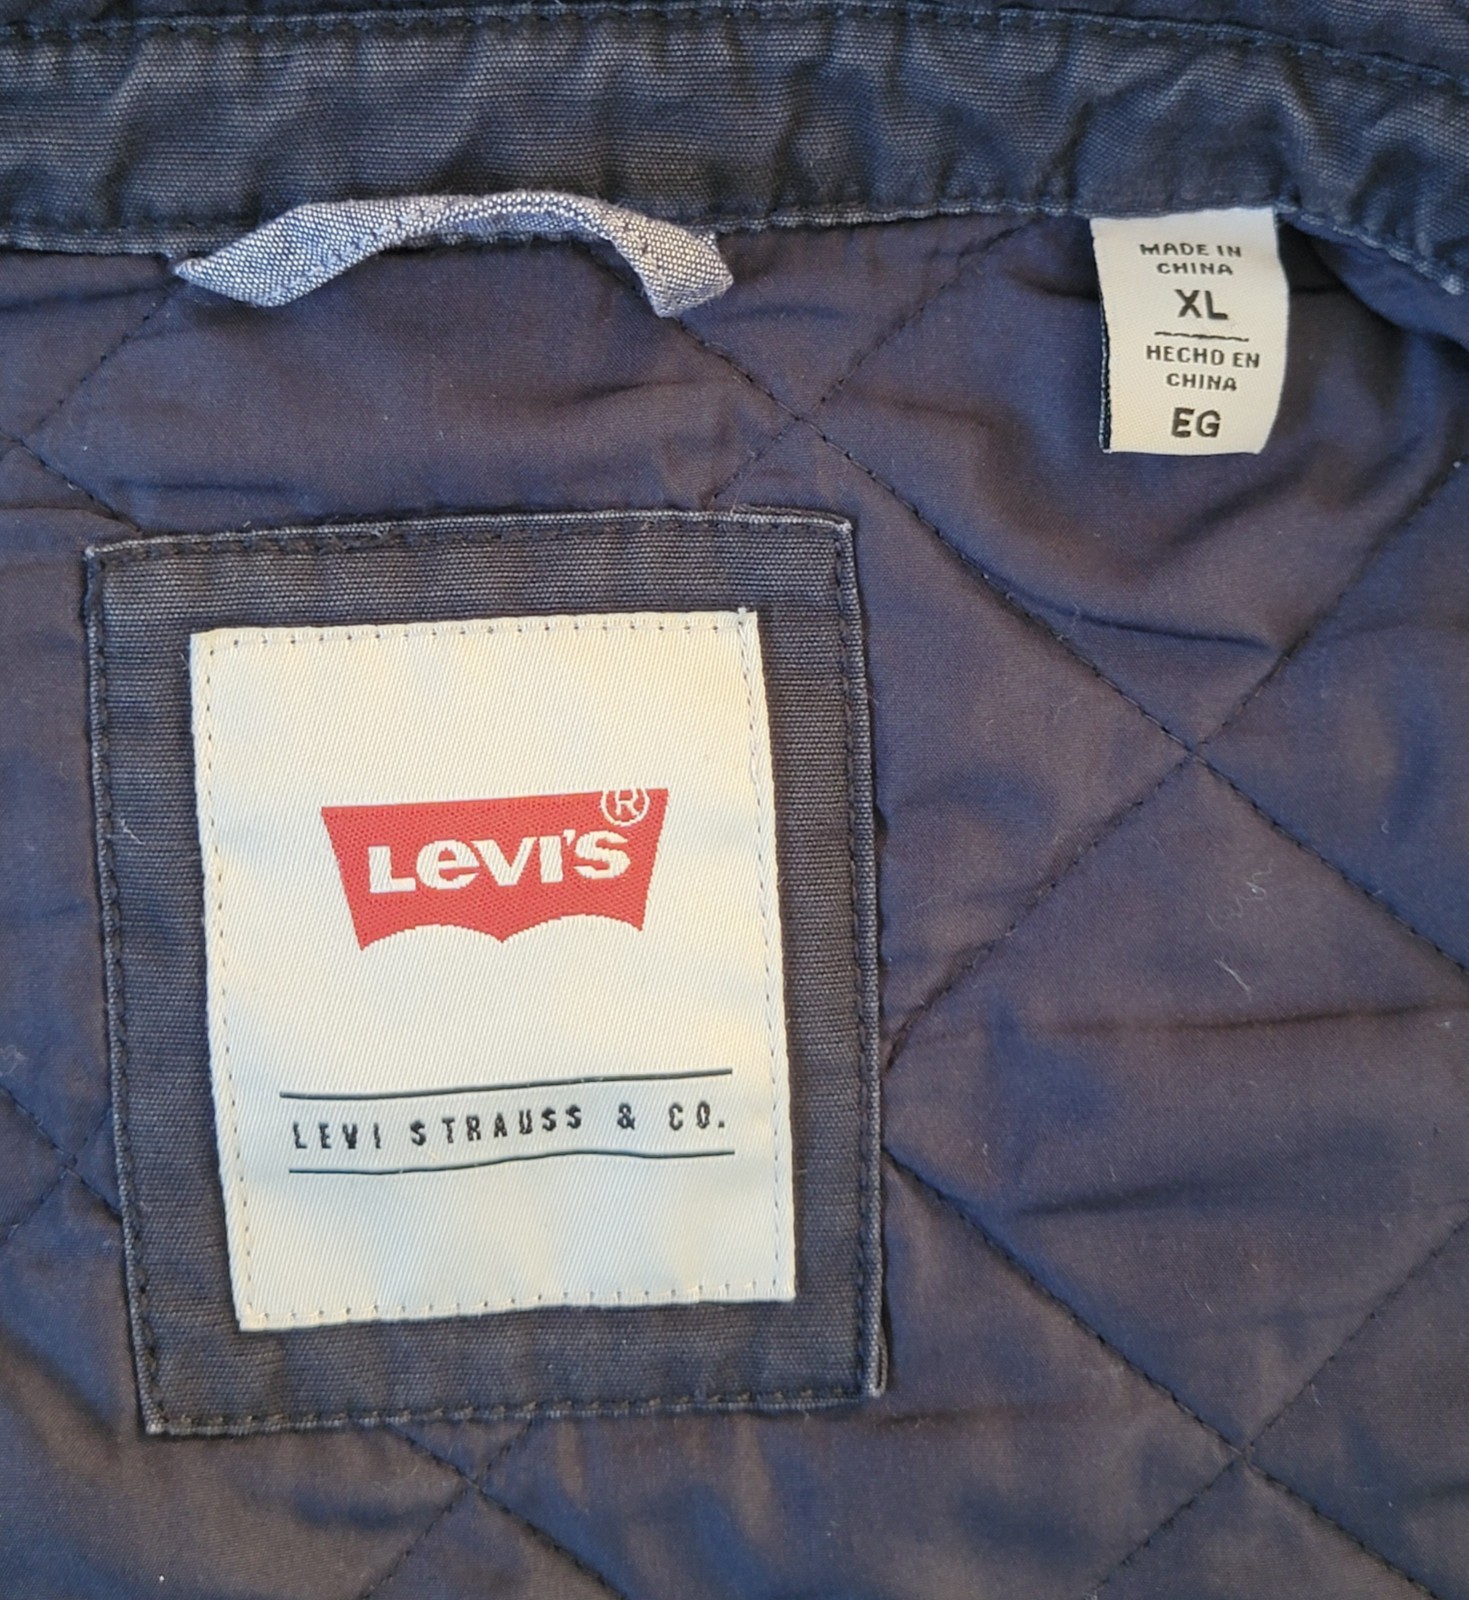 MADE IN
CHINA
XL
HECHO EN
CHINA
EG
LEVI'S ®
LEVI STRAUSS & CO.